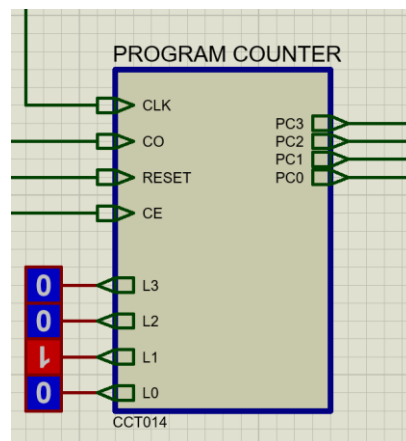 PROGRAM COUNTER
CLK
CO
RESET
CE
PC3
PC2
PC1
PC0
0 L3
0 L2
1 L1
0 L0
CCT014